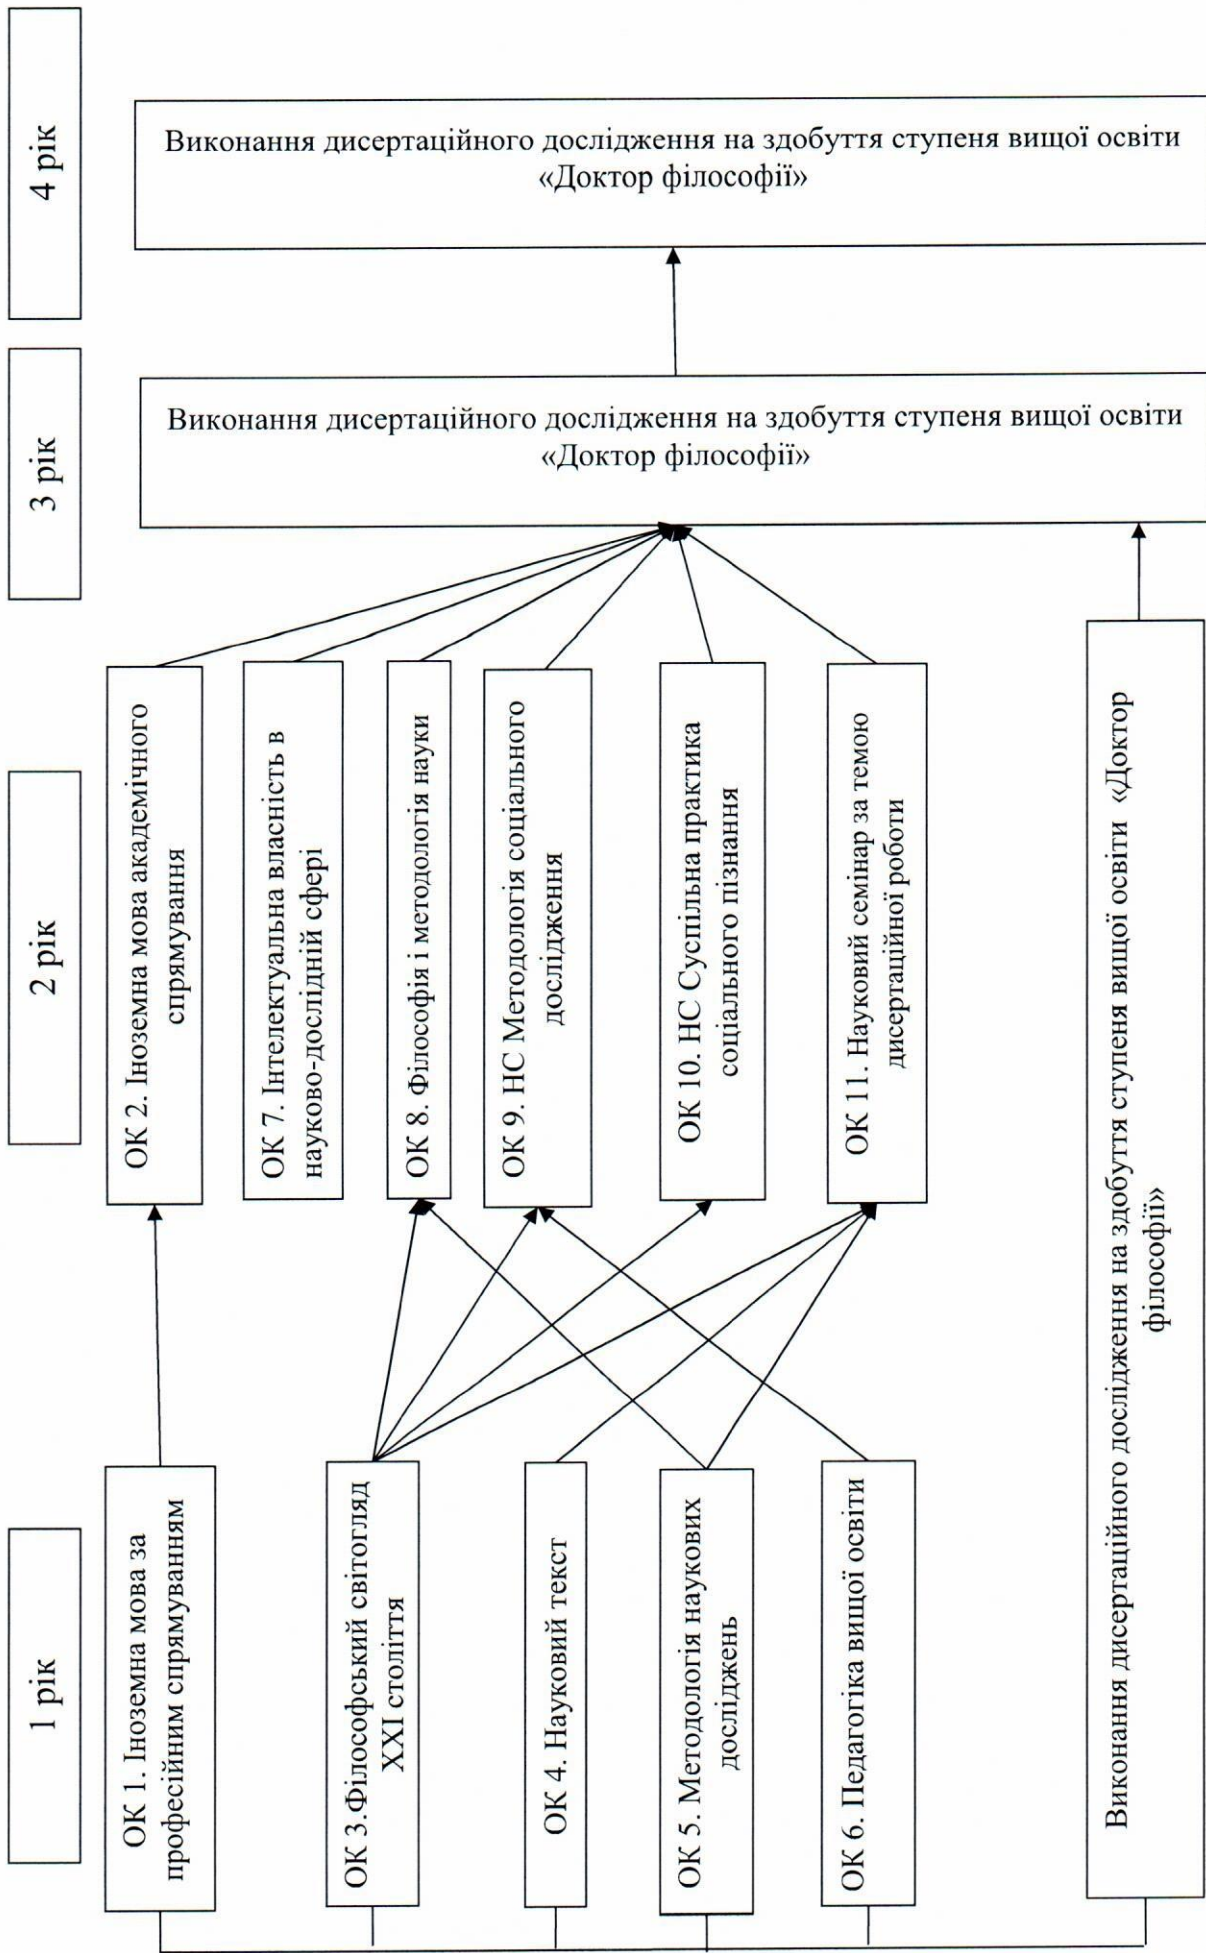 1 рік
2 рік
3 рік
4 рік
ОК 1. Іноземна мова за
професійним спрямуванням
ОК 3.Філософський світогляд
ХХІ століття
ОК 4. Науковий текст
ОК 5. Методологія наукових
досліджень
ОК 6. Педагогіка вищої освіти
ОК 2. Іноземна мова академічного
спрямування
ОК 7. Інтелектуальна власність в
науково-дослідній сфері
ОК 8. Філософія і методологія науки
ОК 9. НС Методологія соціального
дослідження
ОК 10. НС Суспільна практика
соціального пізнання
ОК 11. Науковий семінар за темою
дисертаційної роботи
Виконання дисертаційного дослідження на здобуття ступеня вищої освіти «Доктор
філософії»
Виконання дисертаційного дослідження на здобуття ступеня вищої освіти
«Доктор філософії»
Виконання дисертаційного дослідження на здобуття ступеня вищої освіти
«Доктор філософії»